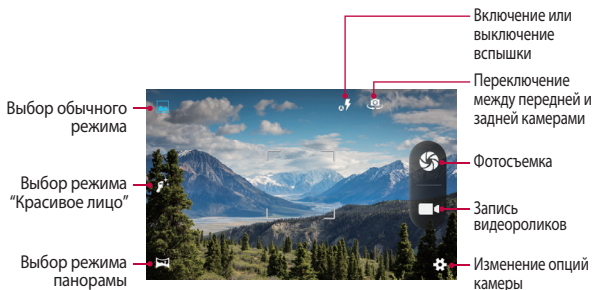 Включение или
выключение
вспышки
Переключение
между передней и
задней камерами
Выбор обычного
режима
Фотосъемка
Выбор режима
“Красивое лицо”
Запись
видеороликов
Выбор режима
панорамы
Изменение опций
камеры